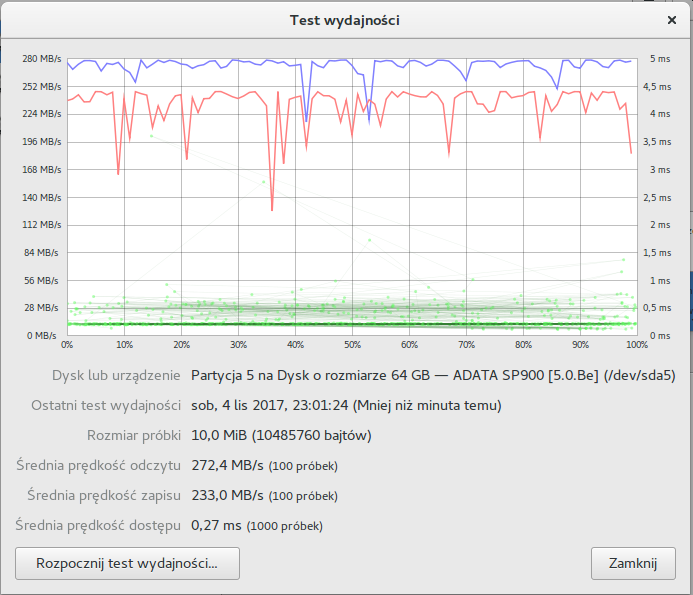 Test wydajności
280 MB/s 5 ms
252 MB/s 4,5 ms
224 MB/s 4 ms
196 MB/s 3,5 ms
168 MB/s 3 ms
140 MB/s 2,5 ms
112 MB/s 2 ms
84 MB/s 1,5 ms
56 MB/s 1 ms
28 MB/s 0,5 ms
0 MB/s 0 ms
0% 10% 20% 30% 40% 50% 60% 70% 80% 90% 100%
Dysk lub urządzenie Partycja 5 na Dysk o rozmiarze 64 GB — ADATA SP900 [5.0.Be] (/dev/sda5)
Ostatni test wydajności sob, 4 lis 2017, 23:01:24 (Mniej niż minuta temu)
Rozmiar próbki 10,0 MiB (10485760 bajtów)
Średnia prędkość odczytu 272,4 MB/s (100 próbek)
Średnia prędkość zapisu 233,0 MB/s (100 próbek)
Średnia prędkość dostępu 0,27 ms (1000 próbek)
Rozpocznij test wydajności... Zamknij